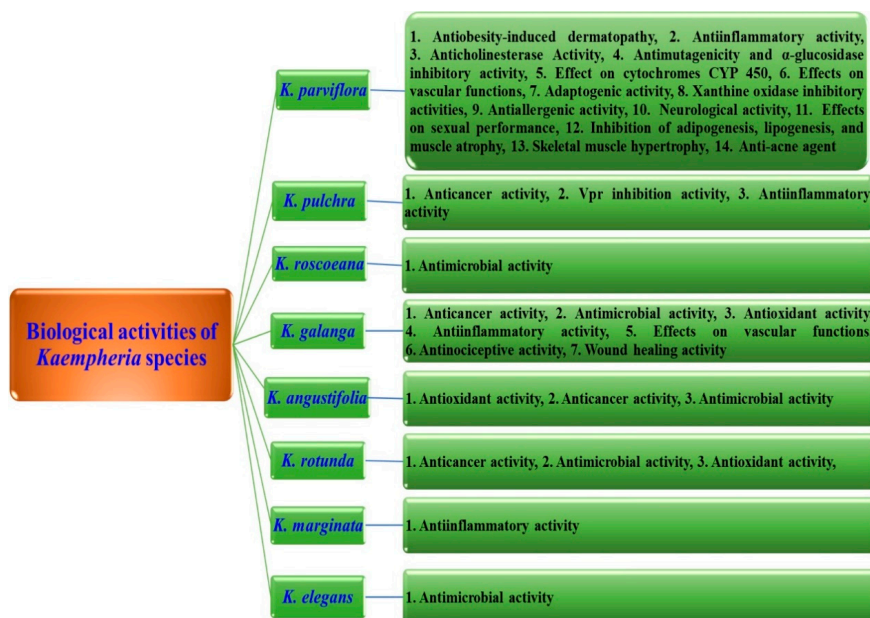 Biological activities of
Kaempheria species
K. parviflora
1. Antiobesity-induced dermatopathy, 2. Antiinflammatory activity,
3. Anticholinesterase Activity, 4. Antimutagenicity and α-glucosidase
inhibitory activity, 5. Effect on cytochromes CYP 450, 6. Effects on
vascular functions, 7. Adaptogenic activity, 8. Xanthine oxidase inhibitory
activities, 9. Antiallergenic activity, 10. Neurological activity, 11. Effects
on sexual performance, 12. Inhibition of adipogenesis, lipogenesis, and
muscle atrophy, 13. Skeletal muscle hypertrophy, 14. Anti-acne agent
K. pulchra
1. Anticancer activity, 2. Vpr inhibition activity, 3. Antiinflammatory
activity
K. roscoeana
1. Antimicrobial activity
K. galanga
1. Anticancer activity, 2. Antimicrobial activity, 3. Antioxidant activity
4. Antiinflammatory activity, 5. Effects on vascular functions
6. Antinociceptive activity, 7. Wound healing activity
K. angustifolia
1. Antioxidant activity, 2. Anticancer activity, 3. Antimicrobial activity
K. rotunda
1. Anticancer activity, 2. Antimicrobial activity, 3. Antioxidant activity,
K. marginata
1. Antiinflammatory activity
K. elegans
1. Antimicrobial activity